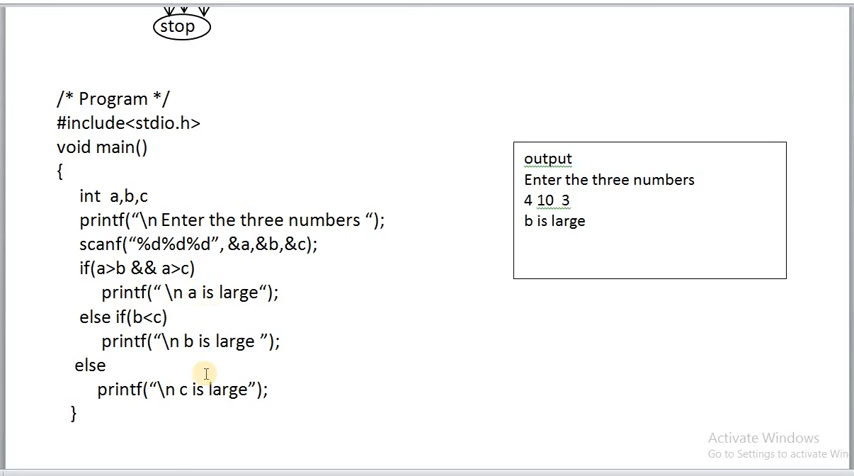 stop
/* Program */
#include<stdio.h>
void main()
{
int a,b,c
printf(“\n Enter the three numbers “);
scanf(“%d%d%d”, &a,&b,&c);
if(a>b && a>c)
printf(“ \n a is large“);
else if(b<c)
printf(“\n b is large ”);
else
printf(“\n c is large”);
}
output
Enter the three numbers
4 10 3
b is large
Activate Windows
Go to Settings to activate Win